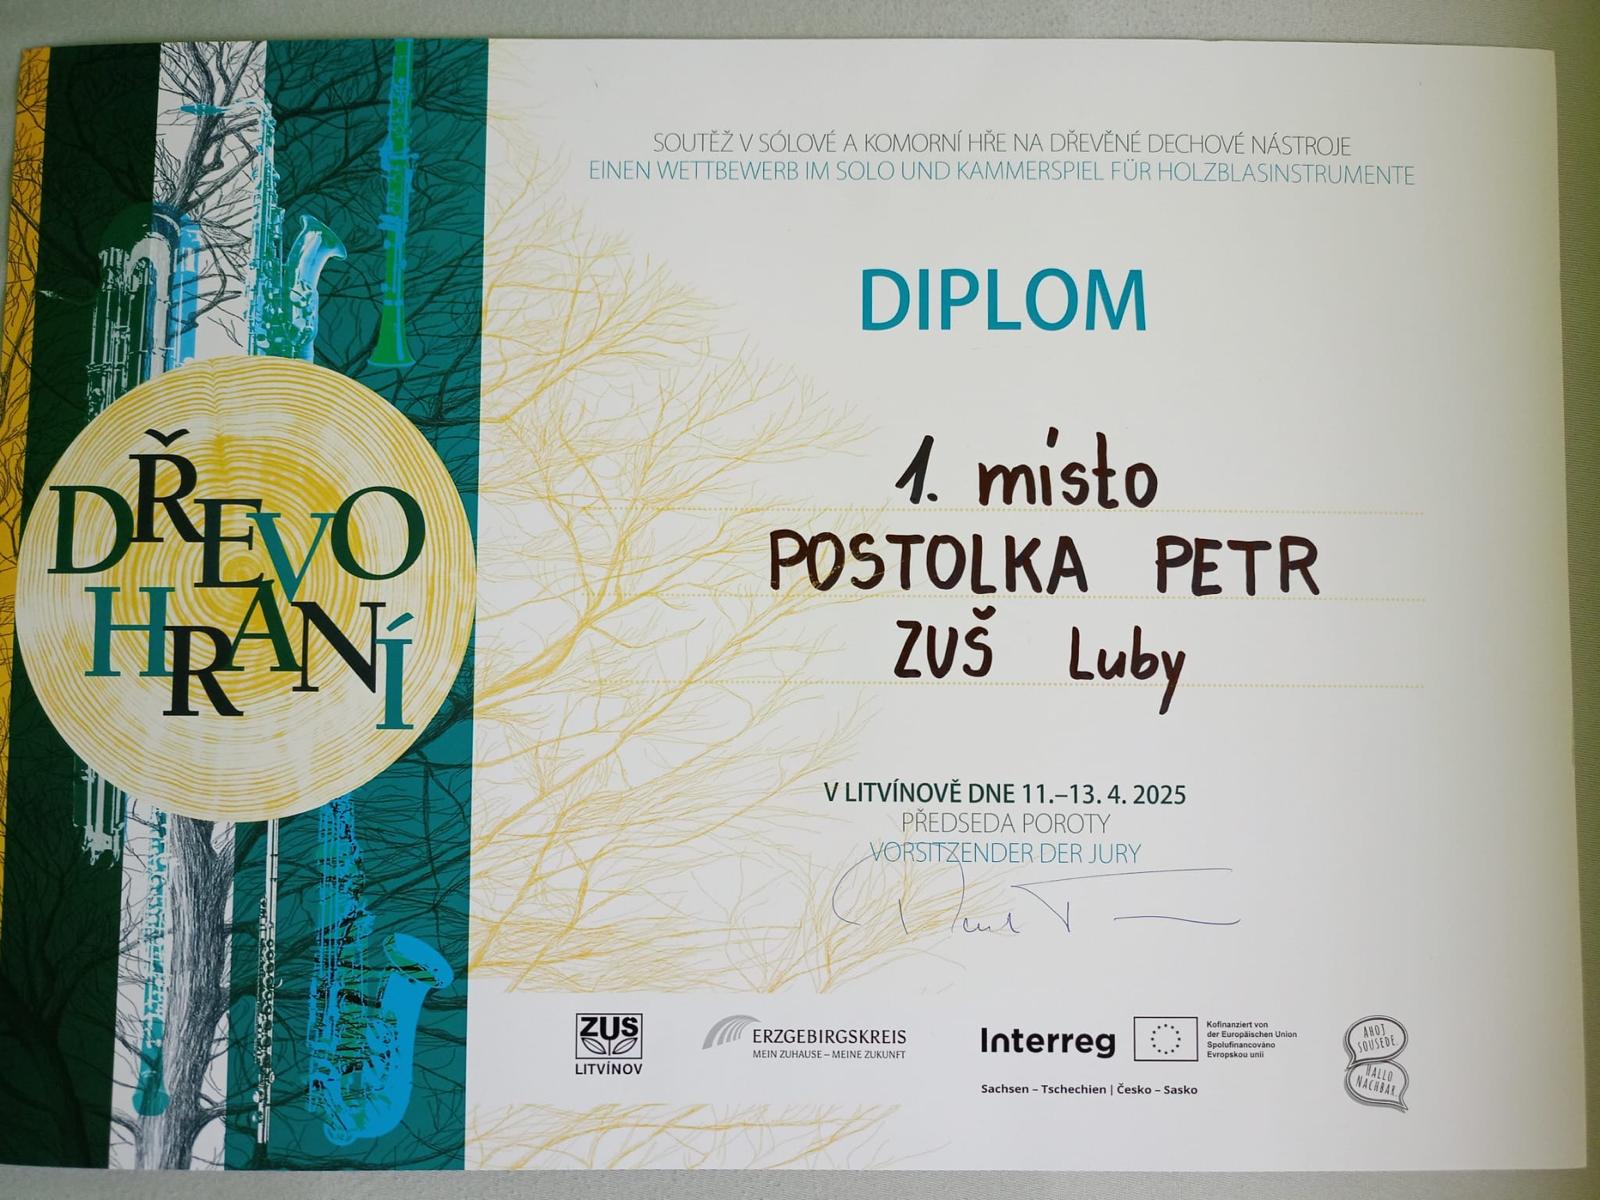 SOUTĚŽ V SÓLOVÉ A KOMORNÍ HŘE NA DŘEVĚNÉ DECHOVÉ NÁSTROJE
EINEN WETTBEWERB IM SOLO UND KAMMERSPIEL FÜR HOLZBLASINSTRUMENTE
DIPLOM
DŘEVO
HRANÍ
1. místo
POSTOLKA PETR
ZUŠ Luby
V LITVÍNOVĚ DNE 11.–13. 4. 2025
PŘEDSEDA POROTY
VORSITZENDER DER JURY
ZUŠ
LITVÍNOV
ERZGEBIRGSKREIS
MEIN ZUHAUSE – MEINE ZUKUNFT
Interreg
Kofinanziert von
der Europäischen Union
Spolufinancováno
Evropskou unií
Sachsen – Tschechien | Česko – Sasko
AHOJ
SOUSEDE.
HALLO
NACHBAR.